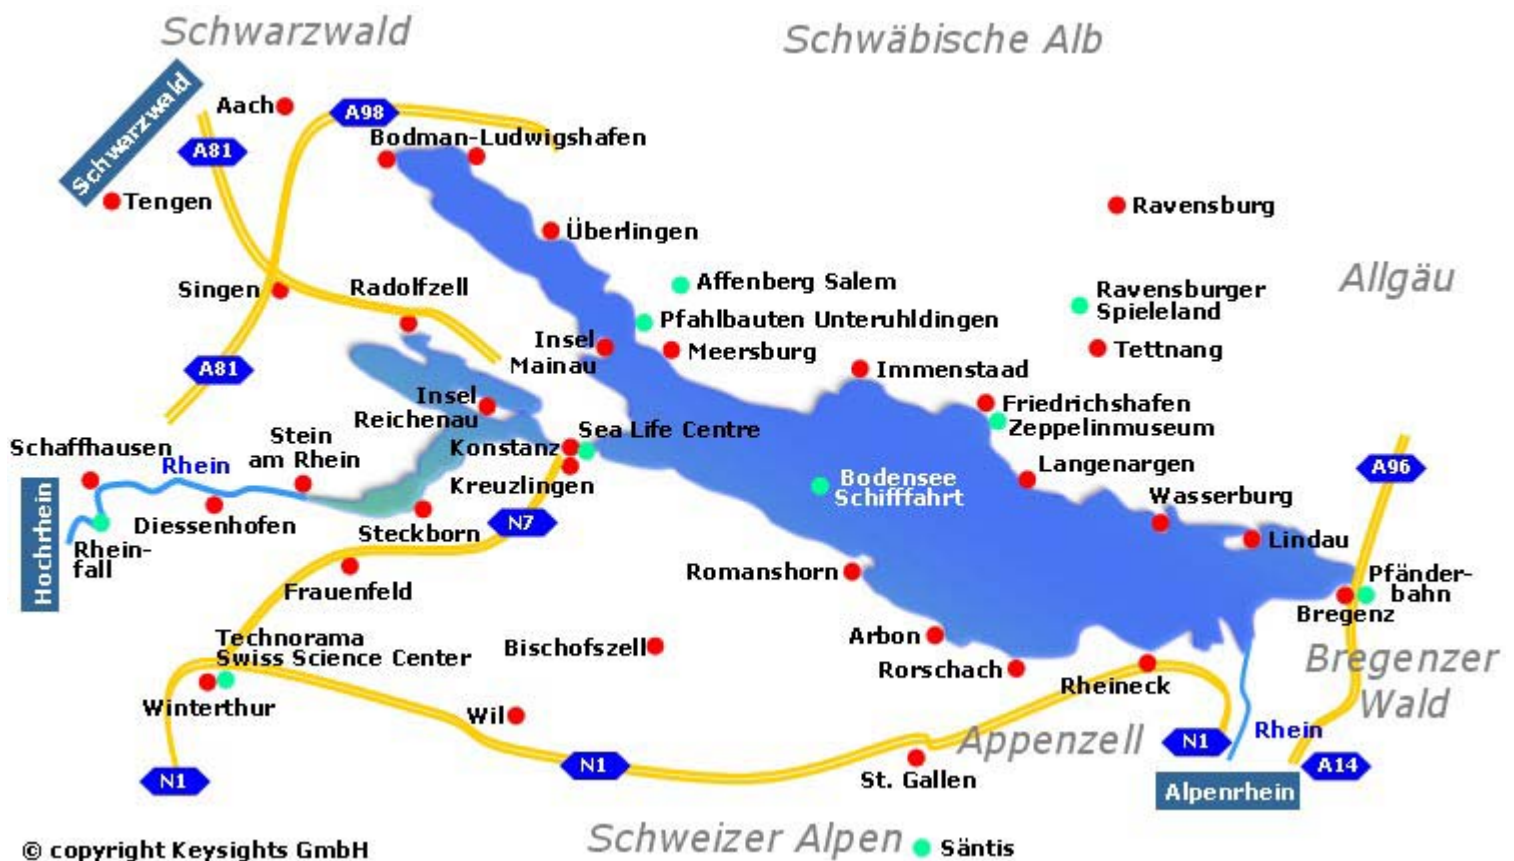 Schwarzwald
Schwäbische Alb
Schwarzwald
Aach
A98
A81
Bodman-Ludwigshafen
Tengen
Ravensburg
Überlingen
Affenberg Salem
Allgäu
Singen
Radolfzell
Ravensburger
Spieleland
Pfahlbauten Unteruhldingen
Insel
Mainau
Meersburg
Tettnang
A81
Immenstaad
Insel
Reichenau
Friedrichshafen
Zeppelinmuseum
Schaffhausen
Stein
am Rhein
Rhein
Konstanz
Sea Life Centre
Kreuzlingen
Langenargen
A96
Bodensee
Schifffahrt
Wasserburg
Hochrhein
Diessenhofen
Steckborn
N7
Lindau
Rhein-
fall
Frauenfeld
Romanshorn
Pfänder-
bahn
Bregenz
Technorama
Swiss Science Center
Bischofszell
Arbon
Rorschach
Rheineck
Bregenzer
Wald
Winterthur
Wil
Appenzell
N1
Rhein
N1
N1
St. Gallen
A14
Alpenrhein
Schweizer Alpen
Säntis
© copyright Keysights GmbH